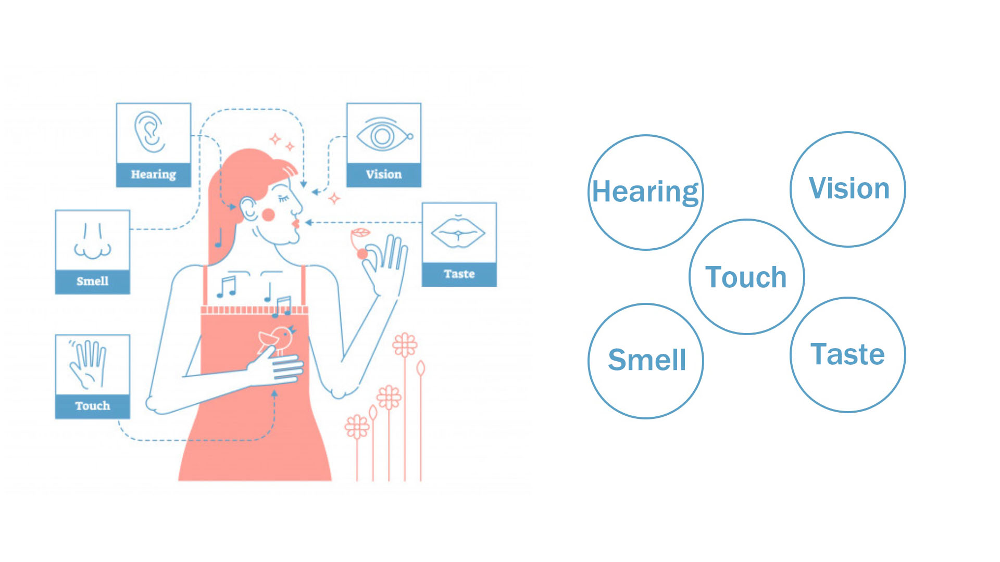 Hearing
Vision
Smell
Taste
Touch
Hearing
Vision
Touch
Smell
Taste